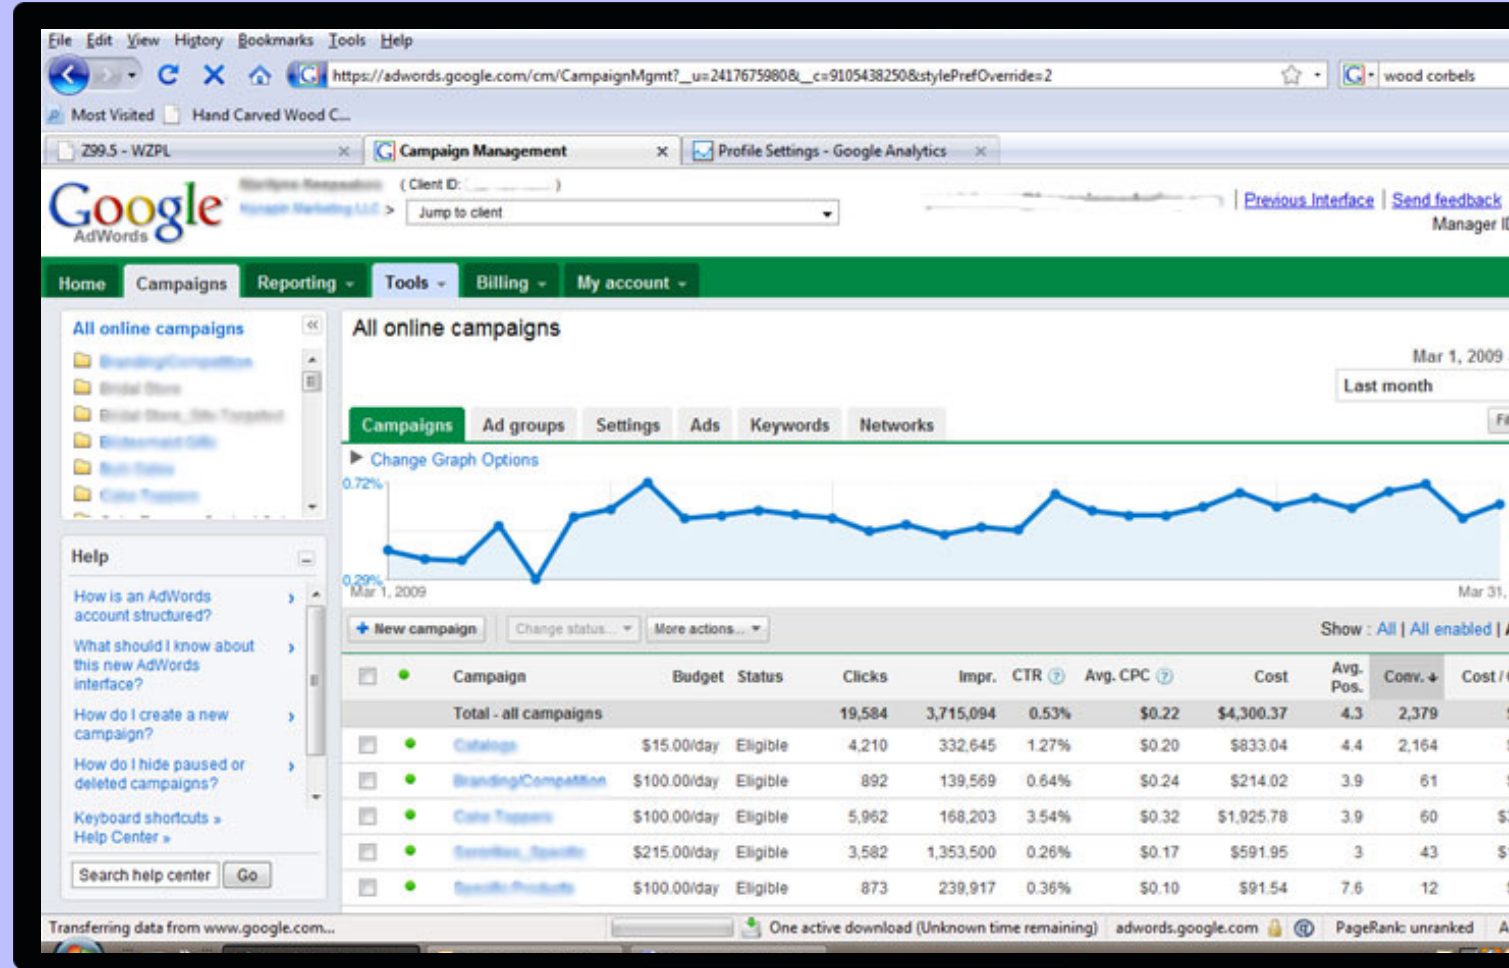 File Edit View History Bookmarks Tools Help
https://adwords.google.com/cm/CampaignMgmt?__u=2417675980&__c=9105438250&stylePrefOverride=2
wood corbels
Most Visited Hand Carved Wood C...
Z99.5 - WZPL
Campaign Management
Profile Settings - Google Analytics
Google
AdWords
( Client ID: )
> Jump to client
Previous Interface | Send feedback
Manager ID
Home Campaigns Reporting Tools Billing My account
All online campaigns
Help
How is an AdWords
account structured?
What should I know about
this new AdWords
interface?
How do I create a new
campaign?
How do I hide paused or
deleted campaigns?
Keyboard shortcuts »
Help Center »
Search help center Go
All online campaigns
Mar 1, 2009
Last month
Campaigns Ad groups Settings Ads Keywords Networks
Change Graph Options
0.72%
0.29%
Mar 1, 2009
Mar 31,
+ New campaign Change status... More actions...
Show : All | All enabled |
Campaign Budget Status Clicks Impr. CTR Avg. CPC Cost Avg. Pos. Conv. Cost /
Total - all campaigns 19,584 3,715,094 0.53% $0.22 $4,300.37 4.3 2,379
Catalogs $15.00/day Eligible 4,210 332,645 1.27% $0.20 $833.04 4.4 2,164
Branding/Competition $100.00/day Eligible 892 139,569 0.64% $0.24 $214.02 3.9 61
Cake Toppers $100.00/day Eligible 5,962 168,203 3.54% $0.32 $1,925.78 3.9 60
$215.00/day Eligible 3,582 1,353,500 0.26% $0.17 $591.95 3 43
Specific Products $100.00/day Eligible 873 239,917 0.36% $0.10 $91.54 7.6 12
Transferring data from www.google.com...
One active download (Unknown time remaining)
adwords.google.com
PageRank: unranked